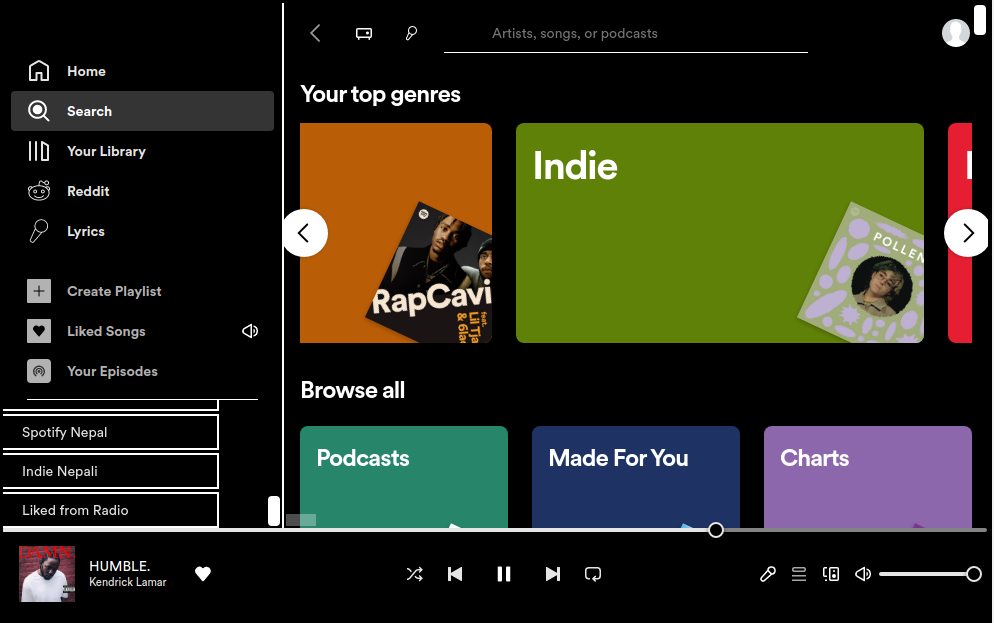 Artists, songs, or podcasts
Home
Search
Your Library
Reddit
Lyrics
Create Playlist
Liked Songs
Your Episodes
Spotify Nepal
Indie Nepali
Liked from Radio
Your top genres
RapCavi
feat.
Lil Tja
& 6lac
Indie
POLLEN
Browse all
Podcasts
Made For You
Charts
DAMN.
HUMBLE.
Kendrick Lamar